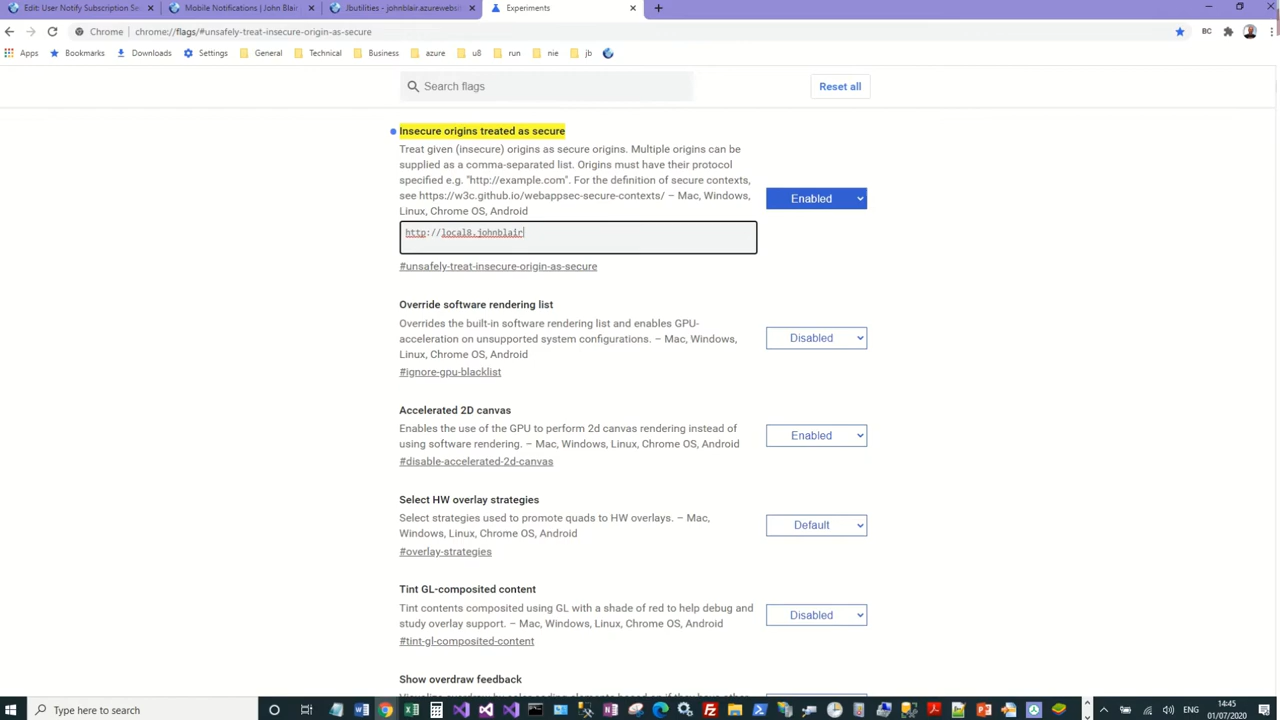 Edit: User Notify Subscription Se
Mobile Notifications | John Blair
Jbutilities - johnblair.azurewebsit
Experiments
Chrome | chrome://flags/#unsafely-treat-insecure-origin-as-secure
BC
Apps Bookmarks Downloads Settings General Technical Business azure u8 run nie jb
Search flags
Reset all
Insecure origins treated as secure
Treat given (insecure) origins as secure origins. Multiple origins can be
supplied as a comma-separated list. Origins must have their protocol
specified e.g. "http://example.com". For the definition of secure contexts,
see https://w3c.github.io/webappsec-secure-contexts/ – Mac, Windows,
Linux, Chrome OS, Android
Enabled
http://local8.johnblair
#unsafely-treat-insecure-origin-as-secure
Override software rendering list
Overrides the built-in software rendering list and enables GPU-
acceleration on unsupported system configurations. – Mac, Windows,
Linux, Chrome OS, Android
Disabled
#ignore-gpu-blacklist
Accelerated 2D canvas
Enables the use of the GPU to perform 2d canvas rendering instead of
using software rendering. – Mac, Windows, Linux, Chrome OS, Android
Enabled
#disable-accelerated-2d-canvas
Select HW overlay strategies
Select strategies used to promote quads to HW overlays. – Mac,
Windows, Linux, Chrome OS, Android
Default
#overlay-strategies
Tint GL-composited content
Tint contents composited using GL with a shade of red to help debug and
study overlay support. – Mac, Windows, Linux, Chrome OS, Android
Disabled
#tint-gl-composited-content
Show overdraw feedback
Type here to search
14:45
01/07/2020